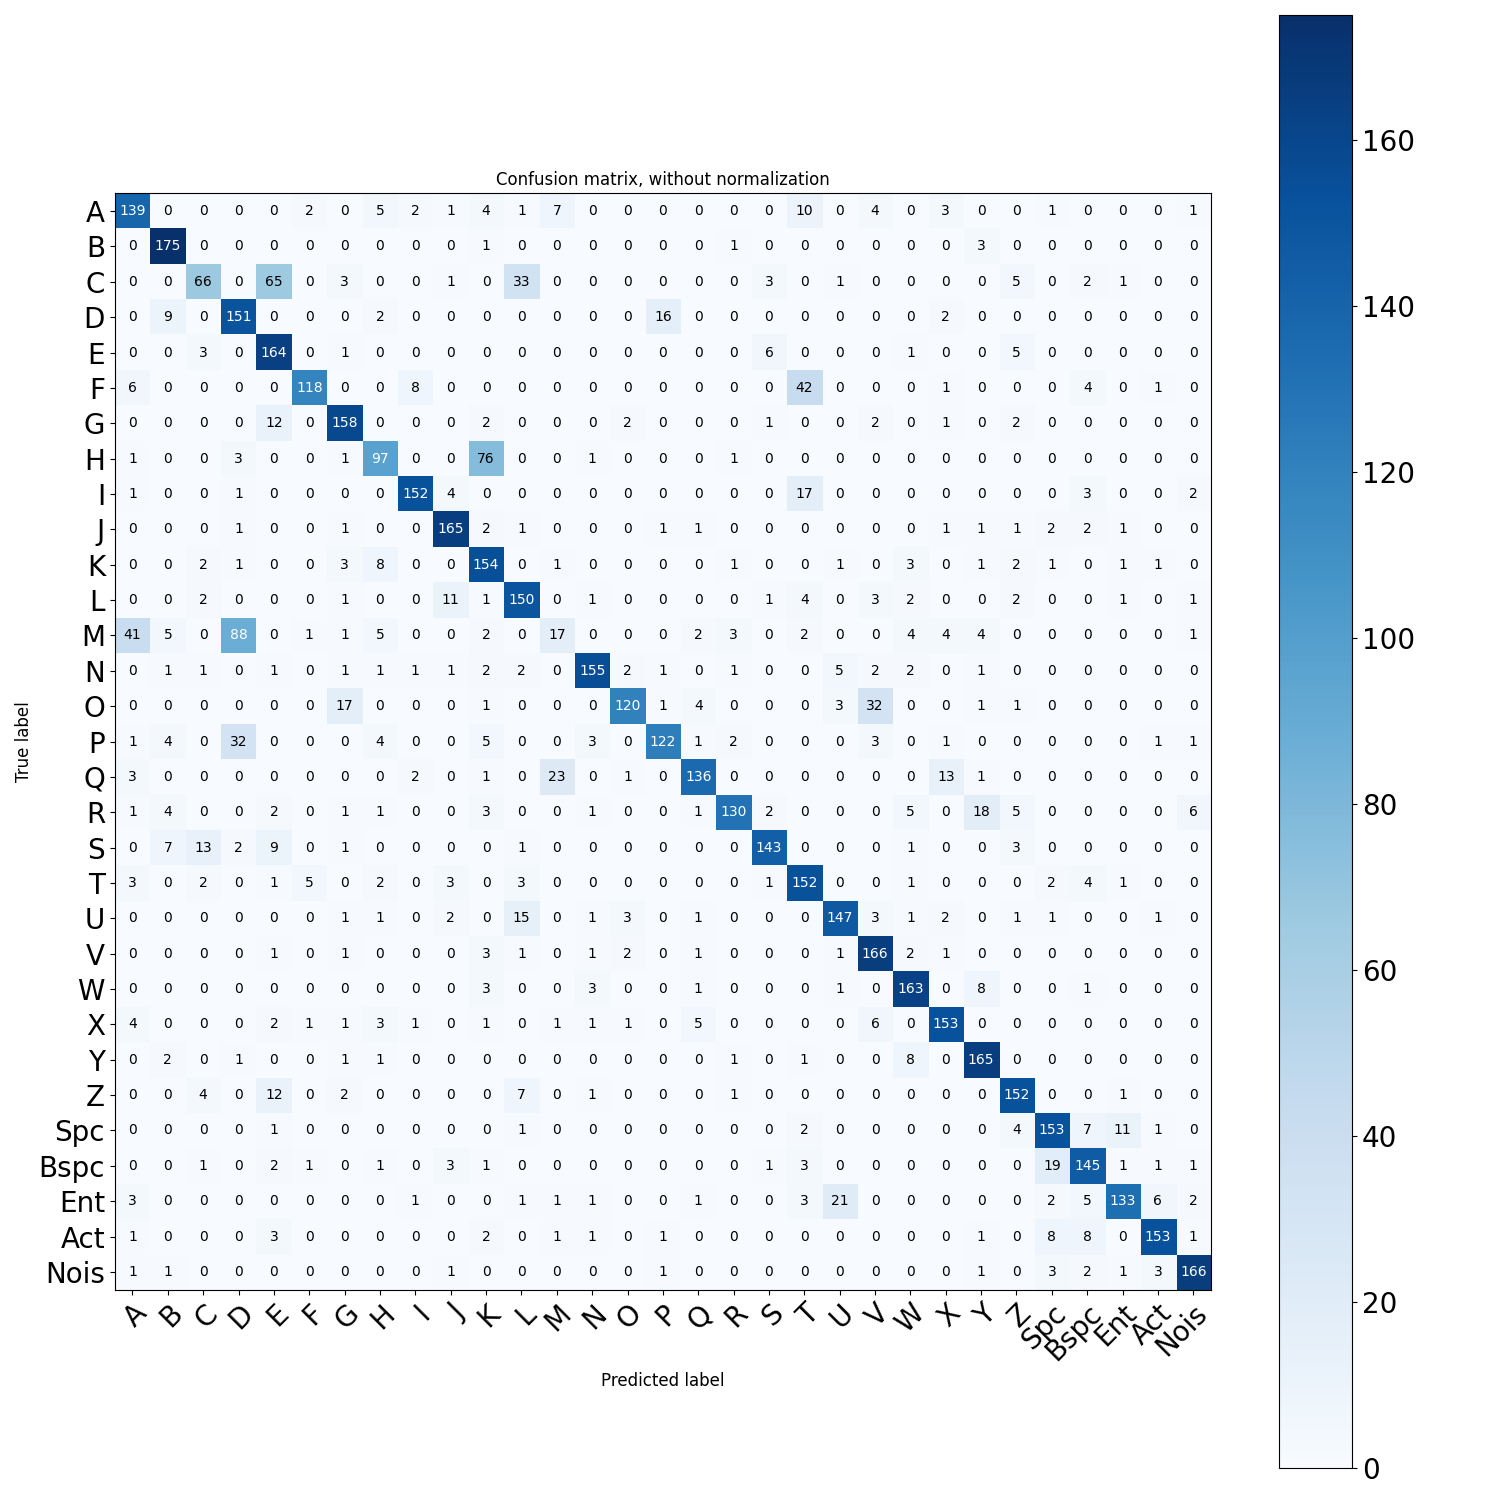 Confusion matrix, without normalization
A 139 0 0 0 0 2 0 5 2 1 4 1 7 0 0 0 0 0 0 10 0 4 0 3 0 0 1 0 0 0 1
B 0 175 0 0 0 0 0 0 0 0 1 0 0 0 0 0 0 1 0 0 0 0 0 0 3 0 0 0 0 0 0
C 0 0 66 0 65 0 3 0 0 1 0 33 0 0 0 0 0 0 3 0 1 0 0 0 0 5 0 2 1 0 0
D 0 9 0 151 0 0 0 2 0 0 0 0 0 0 0 16 0 0 0 0 0 0 0 2 0 0 0 0 0 0 0
E 0 0 3 0 164 0 1 0 0 0 0 0 0 0 0 0 0 0 6 0 0 0 1 0 0 5 0 0 0 0 0
F 6 0 0 0 0 118 0 0 8 0 0 0 0 0 0 0 0 0 0 42 0 0 0 1 0 0 0 4 0 1 0
G 0 0 0 0 12 0 158 0 0 0 2 0 0 0 2 0 0 0 1 0 0 2 0 1 0 2 0 0 0 0 0
H 1 0 0 3 0 0 1 97 0 0 76 0 0 1 0 0 0 1 0 0 0 0 0 0 0 0 0 0 0 0 0
I 1 0 0 1 0 0 0 0 152 4 0 0 0 0 0 0 0 0 0 17 0 0 0 0 0 0 0 3 0 0 2
J 0 0 0 1 0 0 1 0 0 165 2 1 0 0 0 1 1 0 0 0 0 0 0 1 1 1 2 2 1 0 0
K 0 0 2 1 0 0 3 8 0 0 154 0 1 0 0 0 0 1 0 0 1 0 3 0 1 2 1 0 1 1 0
L 0 0 2 0 0 0 1 0 0 11 1 150 0 1 0 0 0 0 1 4 0 3 2 0 0 2 0 0 1 0 1
M 41 5 0 88 0 1 1 5 0 0 2 0 17 0 0 0 2 3 0 2 0 0 4 4 4 0 0 0 0 0 1
N 0 1 1 0 1 0 1 1 1 1 2 2 0 155 2 1 0 1 0 0 5 2 2 0 1 0 0 0 0 0 0
O 0 0 0 0 0 0 17 0 0 0 1 0 0 0 120 1 4 0 0 0 3 32 0 0 1 1 0 0 0 0 0
P 1 4 0 32 0 0 0 4 0 0 5 0 0 3 0 122 1 2 0 0 0 3 0 1 0 0 0 0 0 1 1
Q 3 0 0 0 0 0 0 0 2 0 1 0 23 0 1 0 136 0 0 0 0 0 0 13 1 0 0 0 0 0 0
R 1 4 0 0 2 0 1 1 0 0 3 0 0 1 0 0 1 130 2 0 0 0 5 0 18 5 0 0 0 0 6
S 0 7 13 2 9 0 1 0 0 0 0 1 0 0 0 0 0 0 143 0 0 0 1 0 0 3 0 0 0 0 0
T 3 0 2 0 1 5 0 2 0 3 0 3 0 0 0 0 0 0 1 152 0 0 1 0 0 0 2 4 1 0 0
U 0 0 0 0 0 0 1 1 0 2 0 15 0 1 3 0 1 0 0 0 147 3 1 2 0 1 1 0 0 1 0
V 0 0 0 0 1 0 1 0 0 0 3 1 0 1 2 0 1 0 0 0 1 166 2 1 0 0 0 0 0 0 0
W 0 0 0 0 0 0 0 0 0 0 3 0 0 3 0 0 1 0 0 0 1 0 163 0 8 0 0 1 0 0 0
X 4 0 0 0 2 1 1 3 1 0 1 0 1 1 1 0 5 0 0 0 0 6 0 153 0 0 0 0 0 0 0
Y 0 2 0 1 0 0 1 1 0 0 0 0 0 0 0 0 0 1 0 1 0 0 8 0 165 0 0 0 0 0 0
Z 0 0 4 0 12 0 2 0 0 0 0 7 0 1 0 0 0 1 0 0 0 0 0 0 0 152 0 0 1 0 0
Spc 0 0 0 0 1 0 0 0 0 0 0 1 0 0 0 0 0 0 0 2 0 0 0 0 0 4 153 7 11 1 0
Bspc 0 0 1 0 2 1 0 1 0 3 1 0 0 0 0 0 0 0 1 3 0 0 0 0 0 0 19 145 1 1 1
Ent 3 0 0 0 0 0 0 0 1 0 0 1 1 1 0 0 1 0 0 3 21 0 0 0 0 0 2 5 133 6 2
Act 1 0 0 0 3 0 0 0 0 0 2 0 1 1 0 1 0 0 0 0 0 0 0 0 1 0 8 8 0 153 1
Nois 1 1 0 0 0 0 0 0 0 1 0 0 0 0 0 1 0 0 0 0 0 0 0 0 1 0 3 2 1 3 166
A B C D E F G H I J K L M N O P Q R S T U V W X Y Z Spc Bspc Ent Act Nois
Predicted label
True label
160
140
120
100
80
60
40
20
0